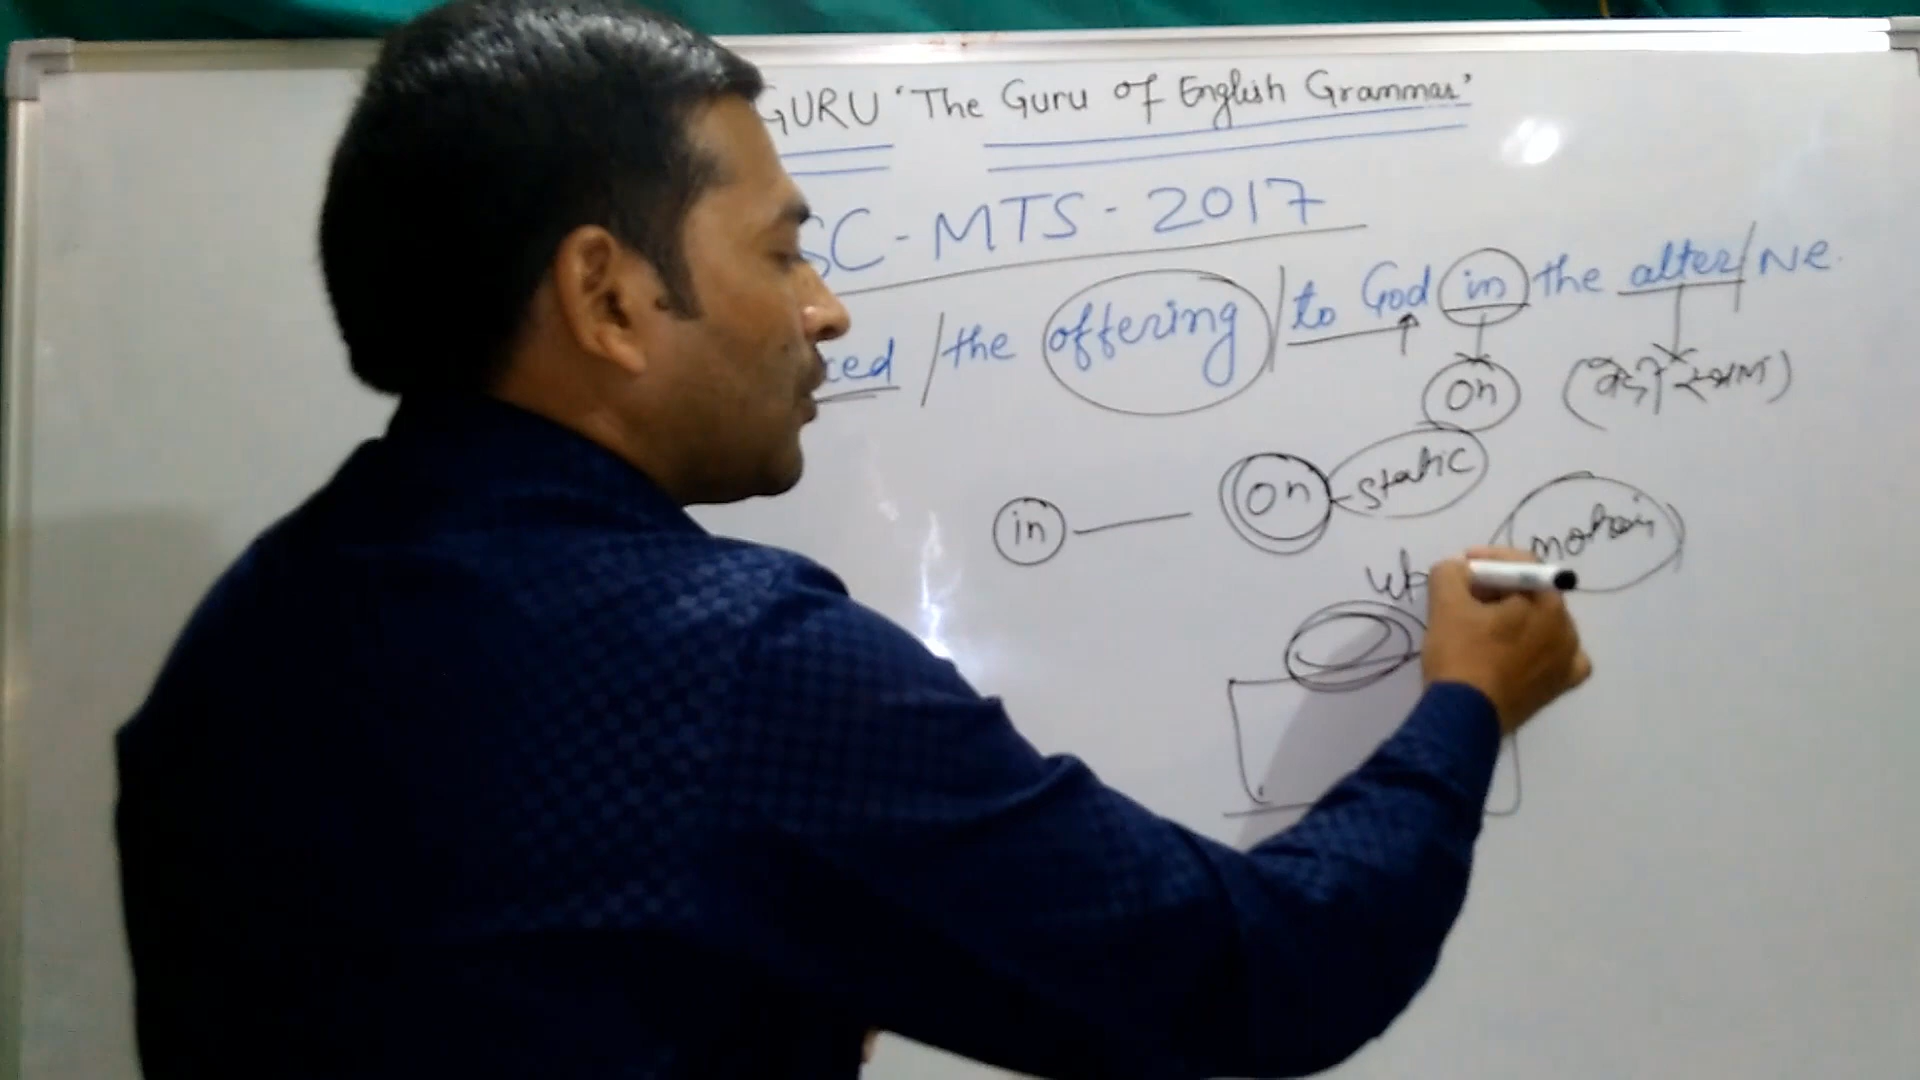 GURU 'The Guru of English Grammar'
SC - MTS - 2017
ced / the offering / to God in the alter / NE.
on
in — on - static
up